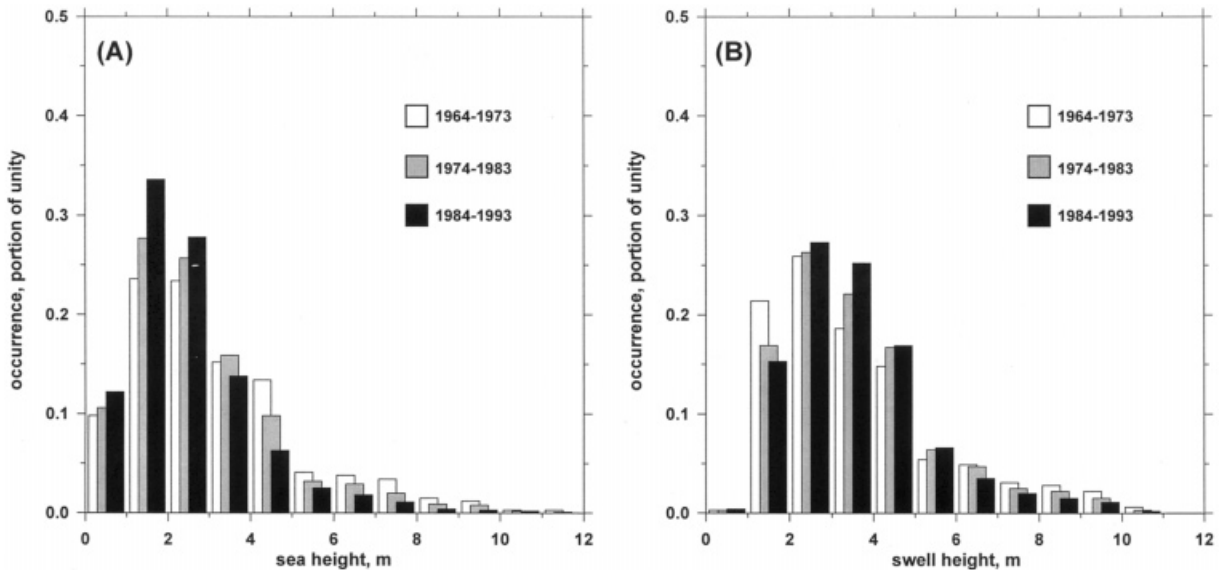 (A)
0.5
0.4
0.3
0.2
0.1
0.0
occurrence, portion of unity
1964-1973
1974-1983
1984-1993
0 2 4 6 8 10 12
sea height, m
(B)
0.5
0.4
0.3
0.2
0.1
0.0
occurrence, portion of unity
1964-1973
1974-1983
1984-1993
0 2 4 6 8 10 12
swell height, m